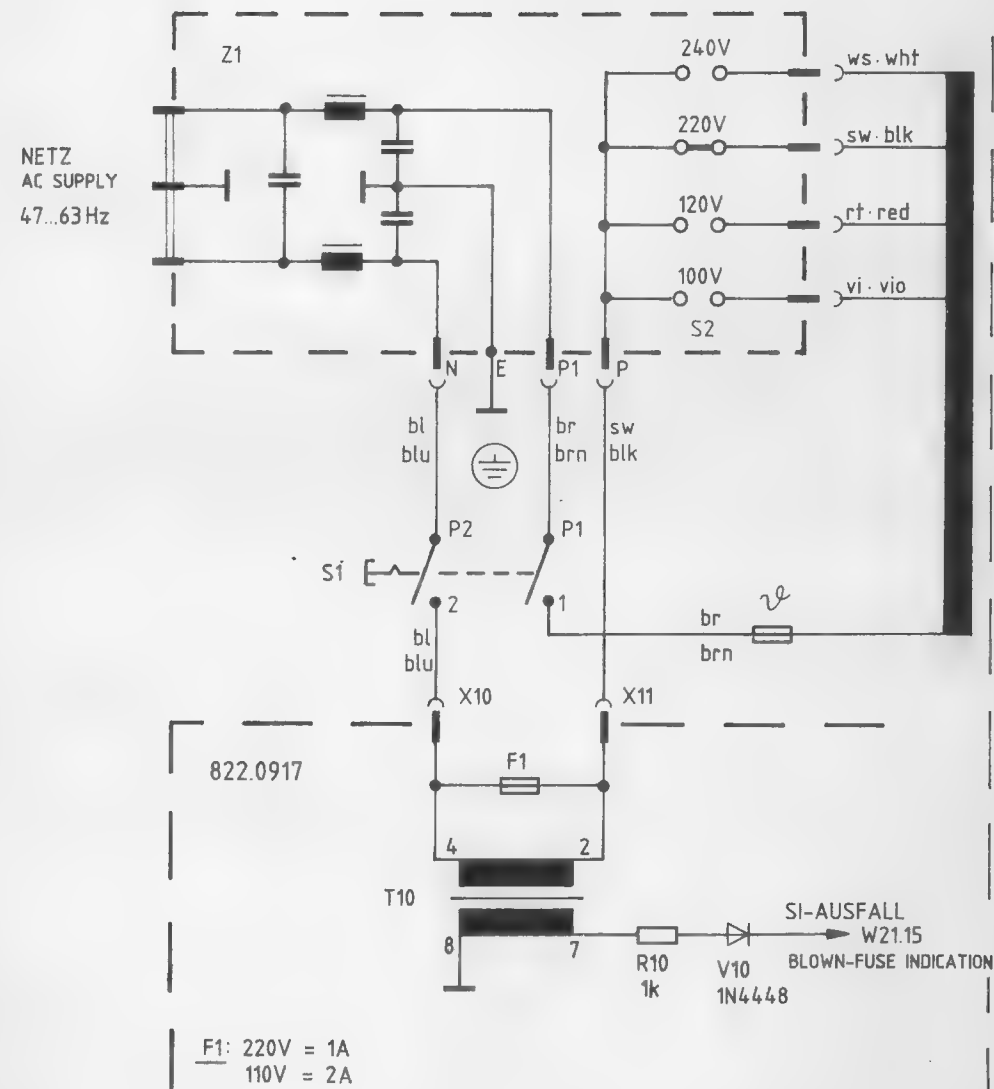 Z1
240V
ws·wht
NETZ
AC SUPPLY
47...63Hz
220V
sw·blk
120V
rt·red
100V
vi·vio
S2
N
E
P1
P
bl
blu
br
brn
sw
blk
P2
P1
S1
2
1
ϑ
bl
blu
br
brn
X10
X11
822.0917
F1
4
2
T10
8
7
R10
1k
V10
1N4448
SI-AUSFALL
W21.15
BLOWN-FUSE INDICATION
F1: 220V = 1A
110V = 2A